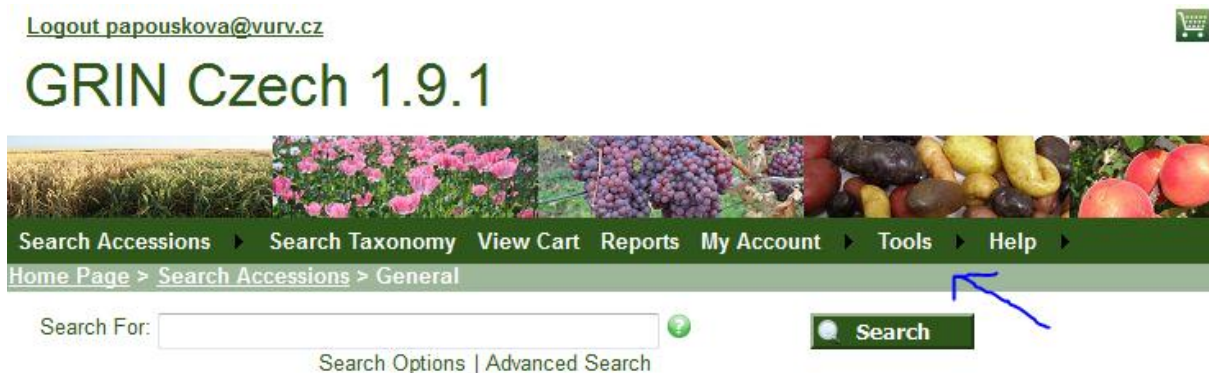 Logout papouskova@vurv.cz
GRIN Czech 1.9.1
Search Accessions Search Taxonomy View Cart Reports My Account Tools Help
Home Page > Search Accessions > General
Search For: Search
Search Options | Advanced Search